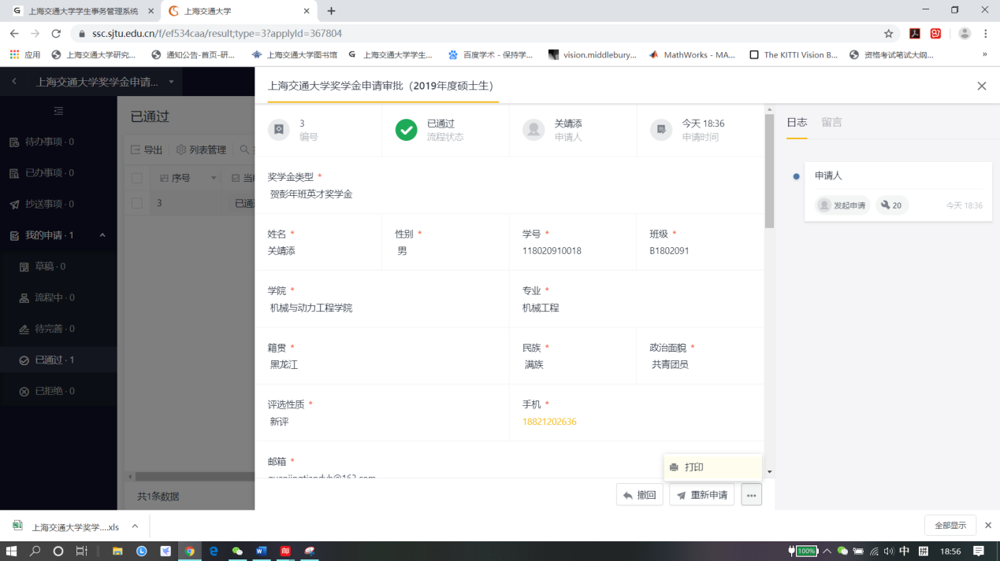 上海交通大学学生事务管理系统
上海交通大学
ssc.sjtu.edu.cn/f/ef534caa/result;type=3?applyId=367804
应用
上海交通大学研究...
通知公告-首页-研...
上海交通大学图书馆
上海交通大学学生...
百度学术 - 保持学...
vision.middlebury...
MathWorks - MA...
The KITTI Vision B...
资格考试笔试大纲...
上海交通大学奖学金申请...
上海交通大学奖学金申请审批（2019年度硕士生）
待办事项 · 0
已办事项 · 0
抄送事项 · 0
我的申请 · 1
草稿 · 0
流程中 · 0
待完善 · 0
已通过 · 1
已拒绝 · 0
已通过
导出
列表管理
序号
3
已通
共1条数据
3
编号
已通过
流程状态
关婧添
申请人
今天 18:36
申请时间
奖学金类型 *
贺彭年班英才奖学金
姓名 *
关婧添
性别 *
男
学号 *
118020910018
班级 *
B1802091
学院 *
机械与动力工程学院
专业 *
机械工程
籍贯 *
黑龙江
民族 *
满族
政治面貌 *
共青团员
评选性质 *
新评
手机 *
18821202636
邮箱 *
打印
撤回
重新申请
日志
留言
申请人
发起申请
20
今天 18:36
上海交通大学奖学....xls
全部显示
100%
中
拼
18:56